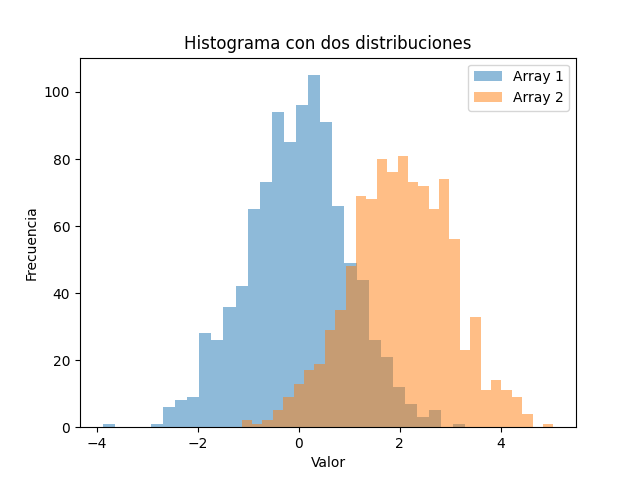 Histograma con dos distribuciones
Array 1
Array 2
Frecuencia
100
80
60
40
20
0
−4
−2
0
2
4
Valor